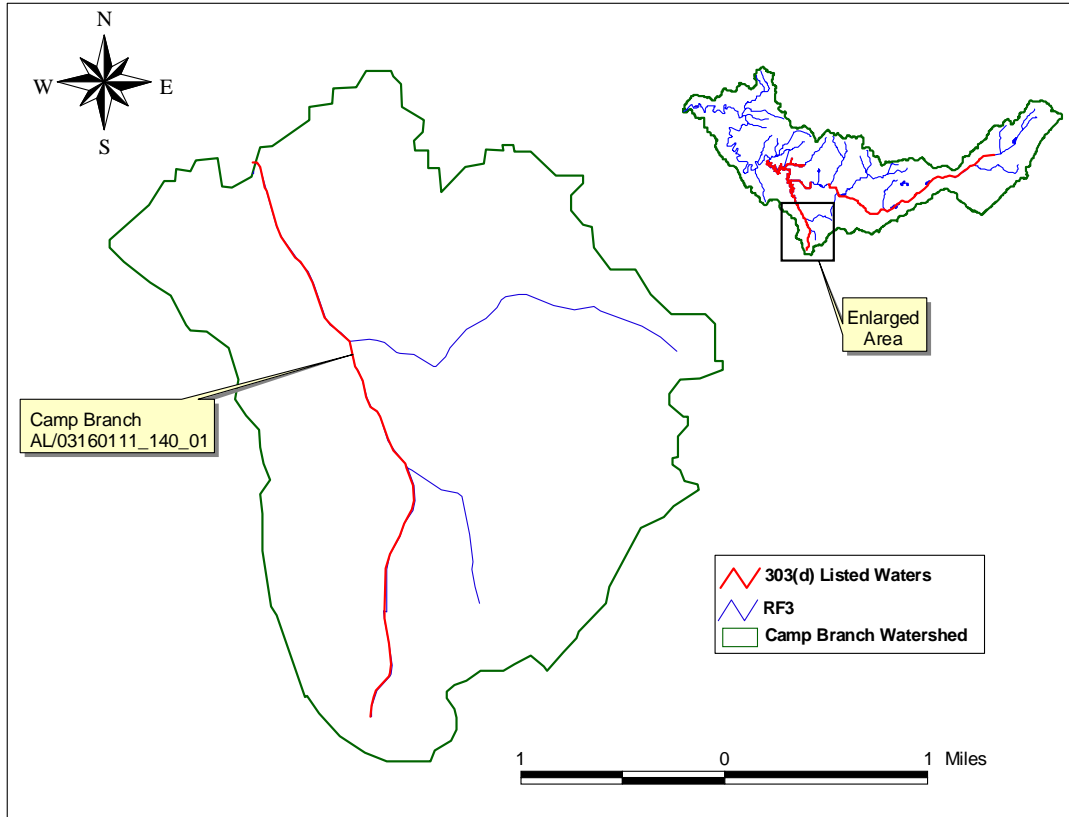 N
W E
S
Enlarged
Area
Camp Branch
AL/03160111_140_01
303(d) Listed Waters
RF3
Camp Branch Watershed
1 0 1 Miles